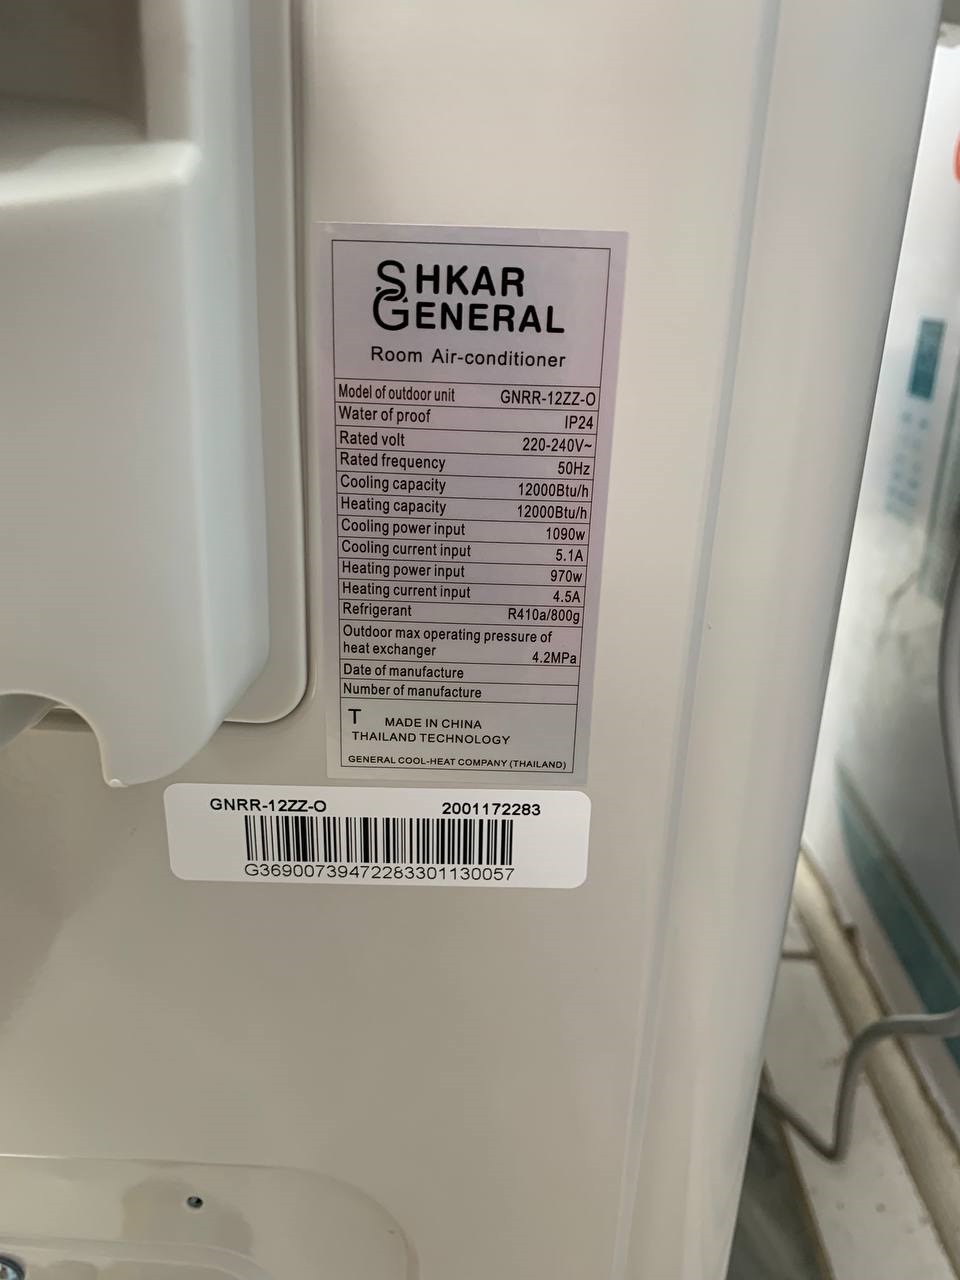 SHKAR
GENERAL
Room Air-conditioner
Model of outdoor unit GNRR-12ZZ-O
Water of proof IP24
Rated volt 220-240V~
Rated frequency 50Hz
Cooling capacity 12000Btu/h
Heating capacity 12000Btu/h
Cooling power input 1090w
Cooling current input 5.1A
Heating power input 970w
Heating current input 4.5A
Refrigerant R410a/800g
Outdoor max operating pressure of
heat exchanger 4.2MPa
Date of manufacture
Number of manufacture
T MADE IN CHINA
THAILAND TECHNOLOGY
GENERAL COOL-HEAT COMPANY (THAILAND)
GNRR-12ZZ-O 2001172283
G36900739472283301130057